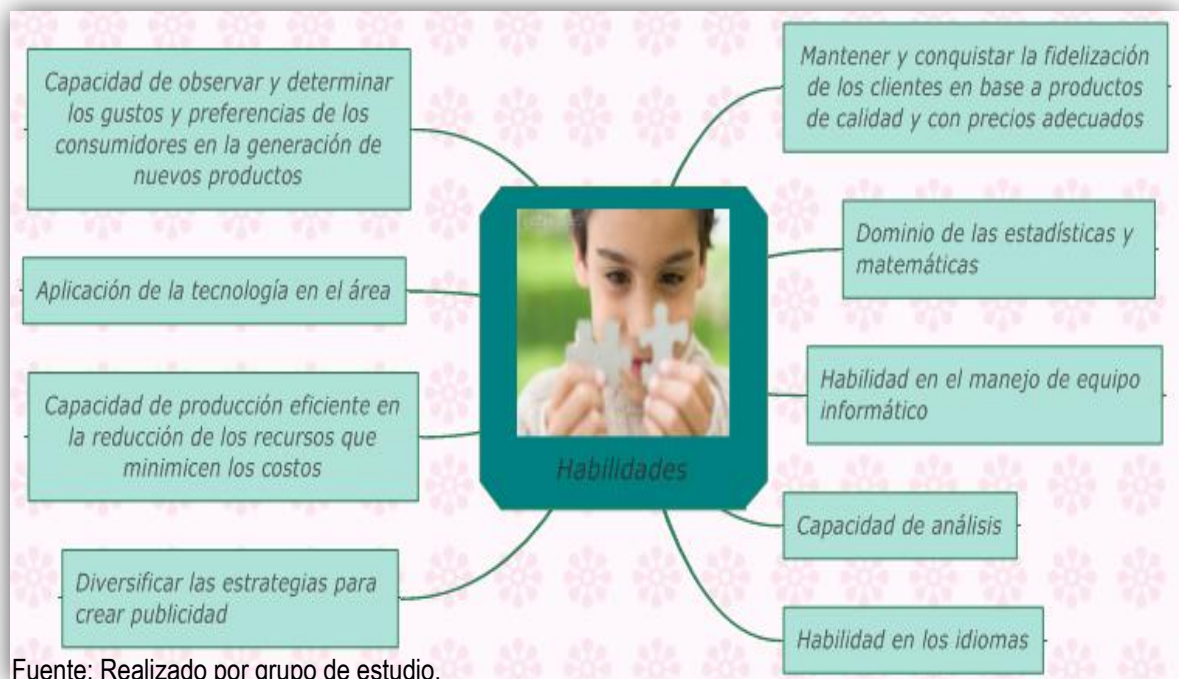 Capacidad de observar y determinar
los gustos y preferencias de los
consumidores en la generación de
nuevos productos
Aplicación de la tecnología en el área
Capacidad de producción eficiente en
la reducción de los recursos que
minimicen los costos
Diversificar las estrategias para
crear publicidad
Habilidades
Mantener y conquistar la fidelización
de los clientes en base a productos
de calidad y con precios adecuados
Dominio de las estadísticas y
matemáticas
Habilidad en el manejo de equipo
informático
Capacidad de análisis
Habilidad en los idiomas
Fuente: Realizado por grupo de estudio.